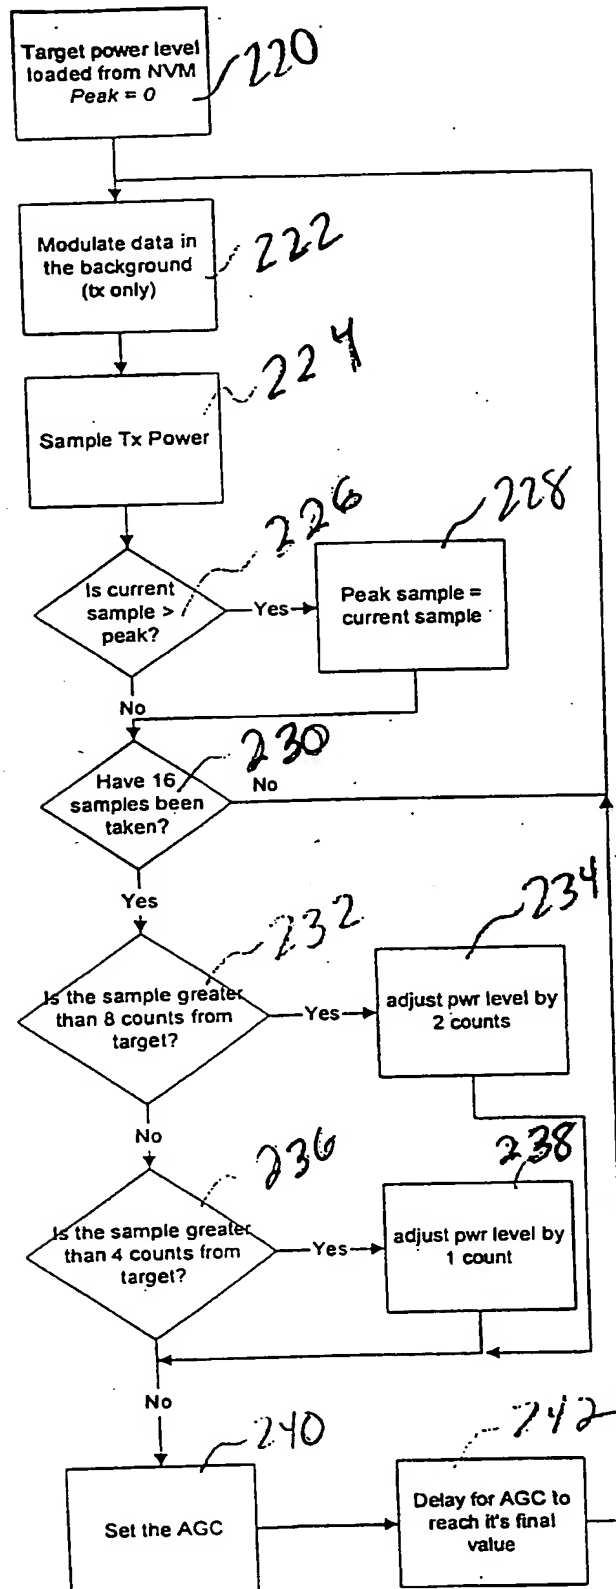 Target power level
loaded from NVM
Peak = 0
220
Modulate data in
the background
(tx only)
222
Sample Tx Power
224
Is current
sample >
peak?
226
Yes
Peak sample =
current sample
228
No
Have 16
samples been
taken?
230
No
Yes
Is the sample greater
than 8 counts from
target?
232
Yes
adjust pwr level by
2 counts
234
No
Is the sample greater
than 4 counts from
target?
236
Yes
adjust pwr level by
1 count
238
No
Set the AGC
240
Delay for AGC to
reach it's final
value
242